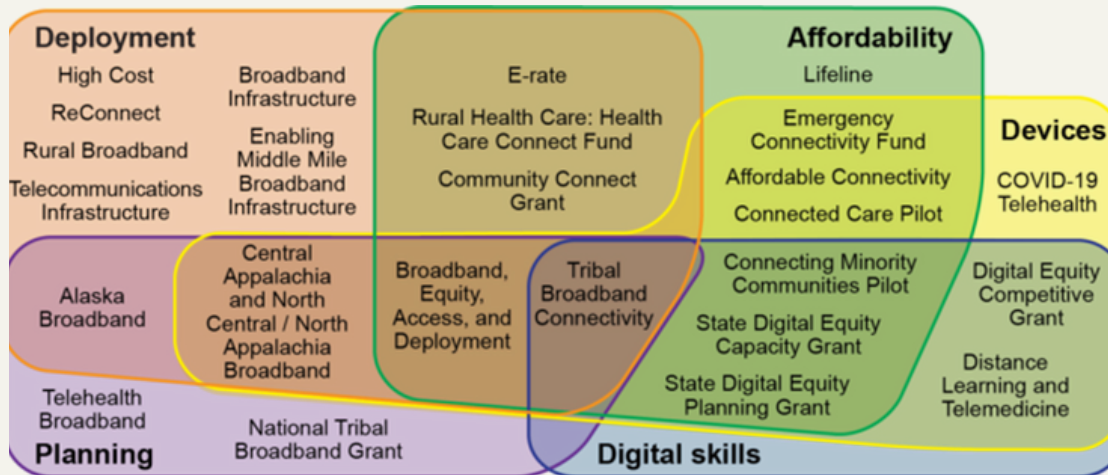 Deployment
High Cost
ReConnect
Rural Broadband
Telecommunications
Infrastructure
Broadband
Infrastructure
Enabling
Middle Mile
Broadband
Infrastructure
E-rate
Rural Health Care: Health
Care Connect Fund
Community Connect
Grant
Affordability
Lifeline
Emergency
Connectivity Fund
Affordable Connectivity
Connected Care Pilot
Devices
COVID-19
Telehealth
Alaska
Broadband
Central
Appalachia
and North
Central / North
Appalachia
Broadband
Broadband,
Equity,
Access, and
Deployment
Tribal
Broadband
Connectivity
Connecting Minority
Communities Pilot
State Digital Equity
Capacity Grant
State Digital Equity
Planning Grant
Digital Equity
Competitive
Grant
Distance
Learning and
Telemedicine
Telehealth
Broadband
National Tribal
Broadband Grant
Planning
Digital skills